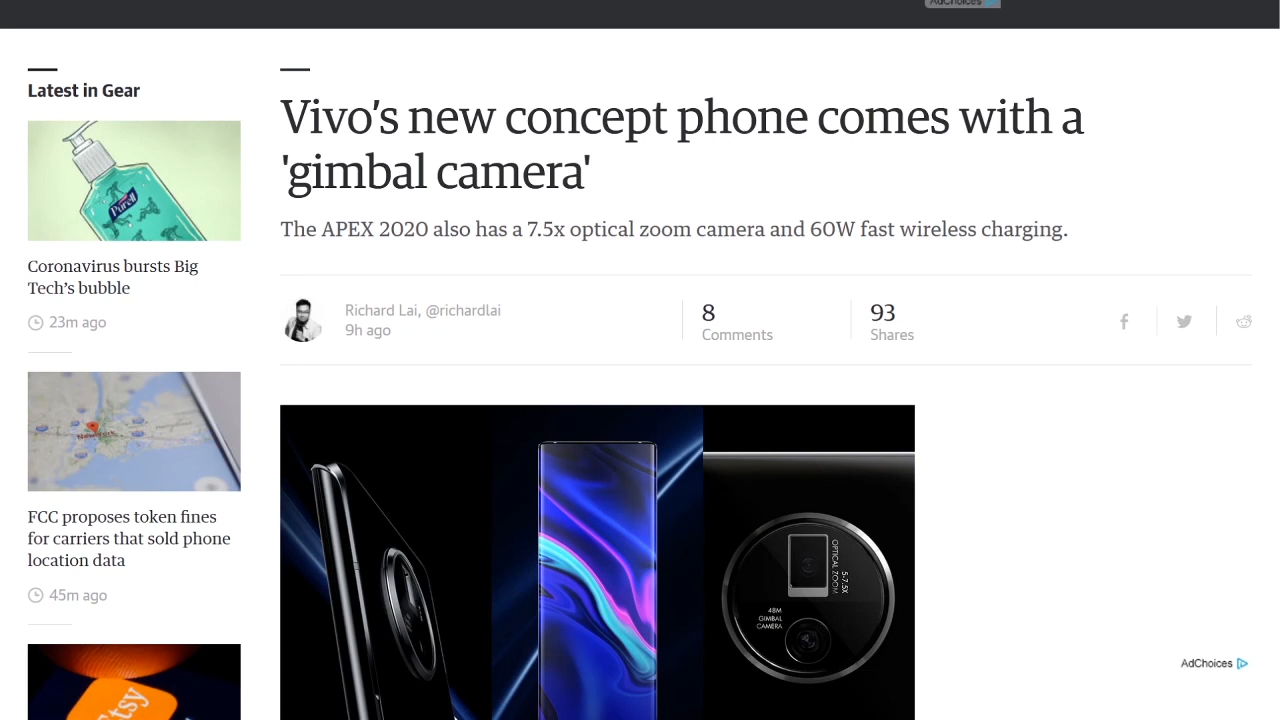 AdChoices
Latest in Gear
Purell
Coronavirus bursts Big
Tech's bubble
23m ago
FCC proposes token fines
for carriers that sold phone
location data
45m ago
Etsy
Vivo's new concept phone comes with a
'gimbal camera'
The APEX 2020 also has a 7.5x optical zoom camera and 60W fast wireless charging.
Richard Lai, @richardlai
9h ago
8
Comments
93
Shares
5-7.5X
OPTICAL ZOOM
48M
GIMBAL
CAMERA
AdChoices